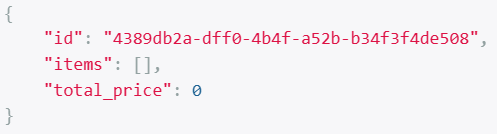 {
    "id": "4389db2a-dff0-4b4f-a52b-b34f3f4de508",
    "items": [],
    "total_price": 0
}